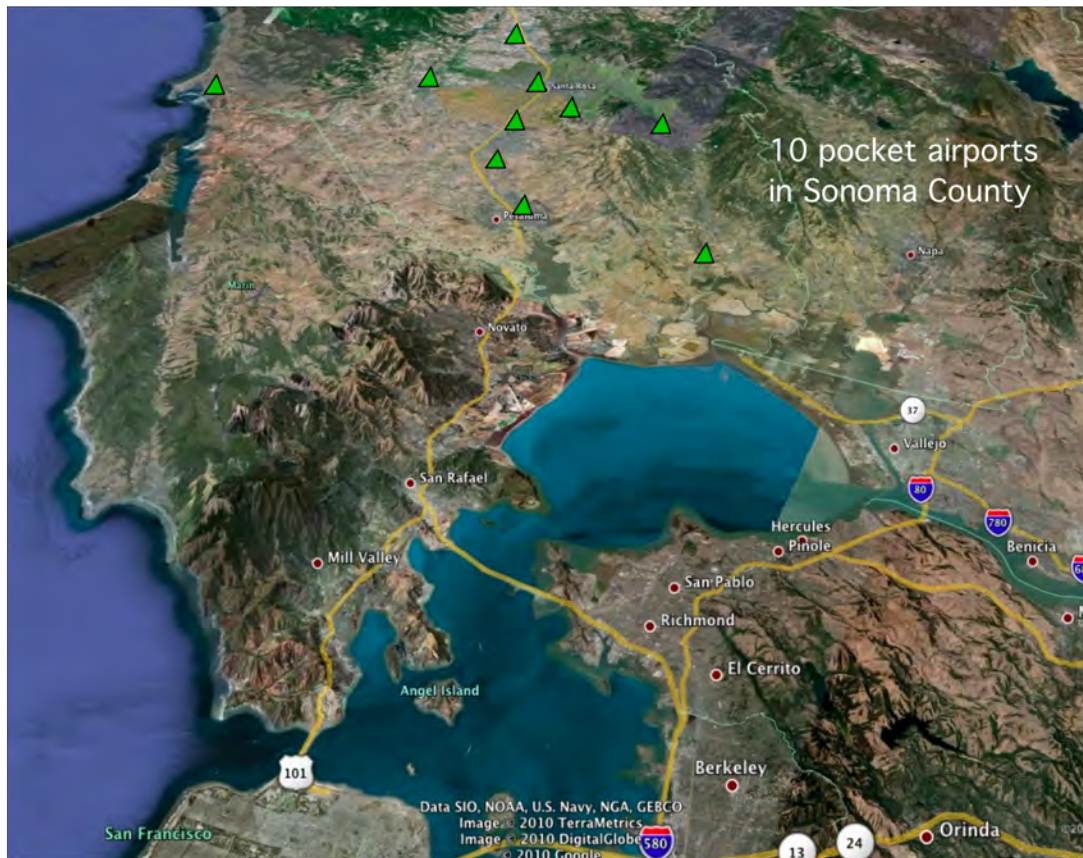 Santa Rosa
10 pocket airports
in Sonoma County
Petaluma
Napa
Marin
Novato
37
Vallejo
San Rafael
80
780
Hercules
Pinole
Benicia
Mill Valley
San Pablo
Richmond
El Cerrito
Angel Island
101
Berkeley
Data SIO, NOAA, U.S. Navy, NGA, GEBCO
Image © 2010 TerraMetrics
Image © 2010 DigitalGlobe
© 2010 Google
San Francisco
580
13
24
Orinda